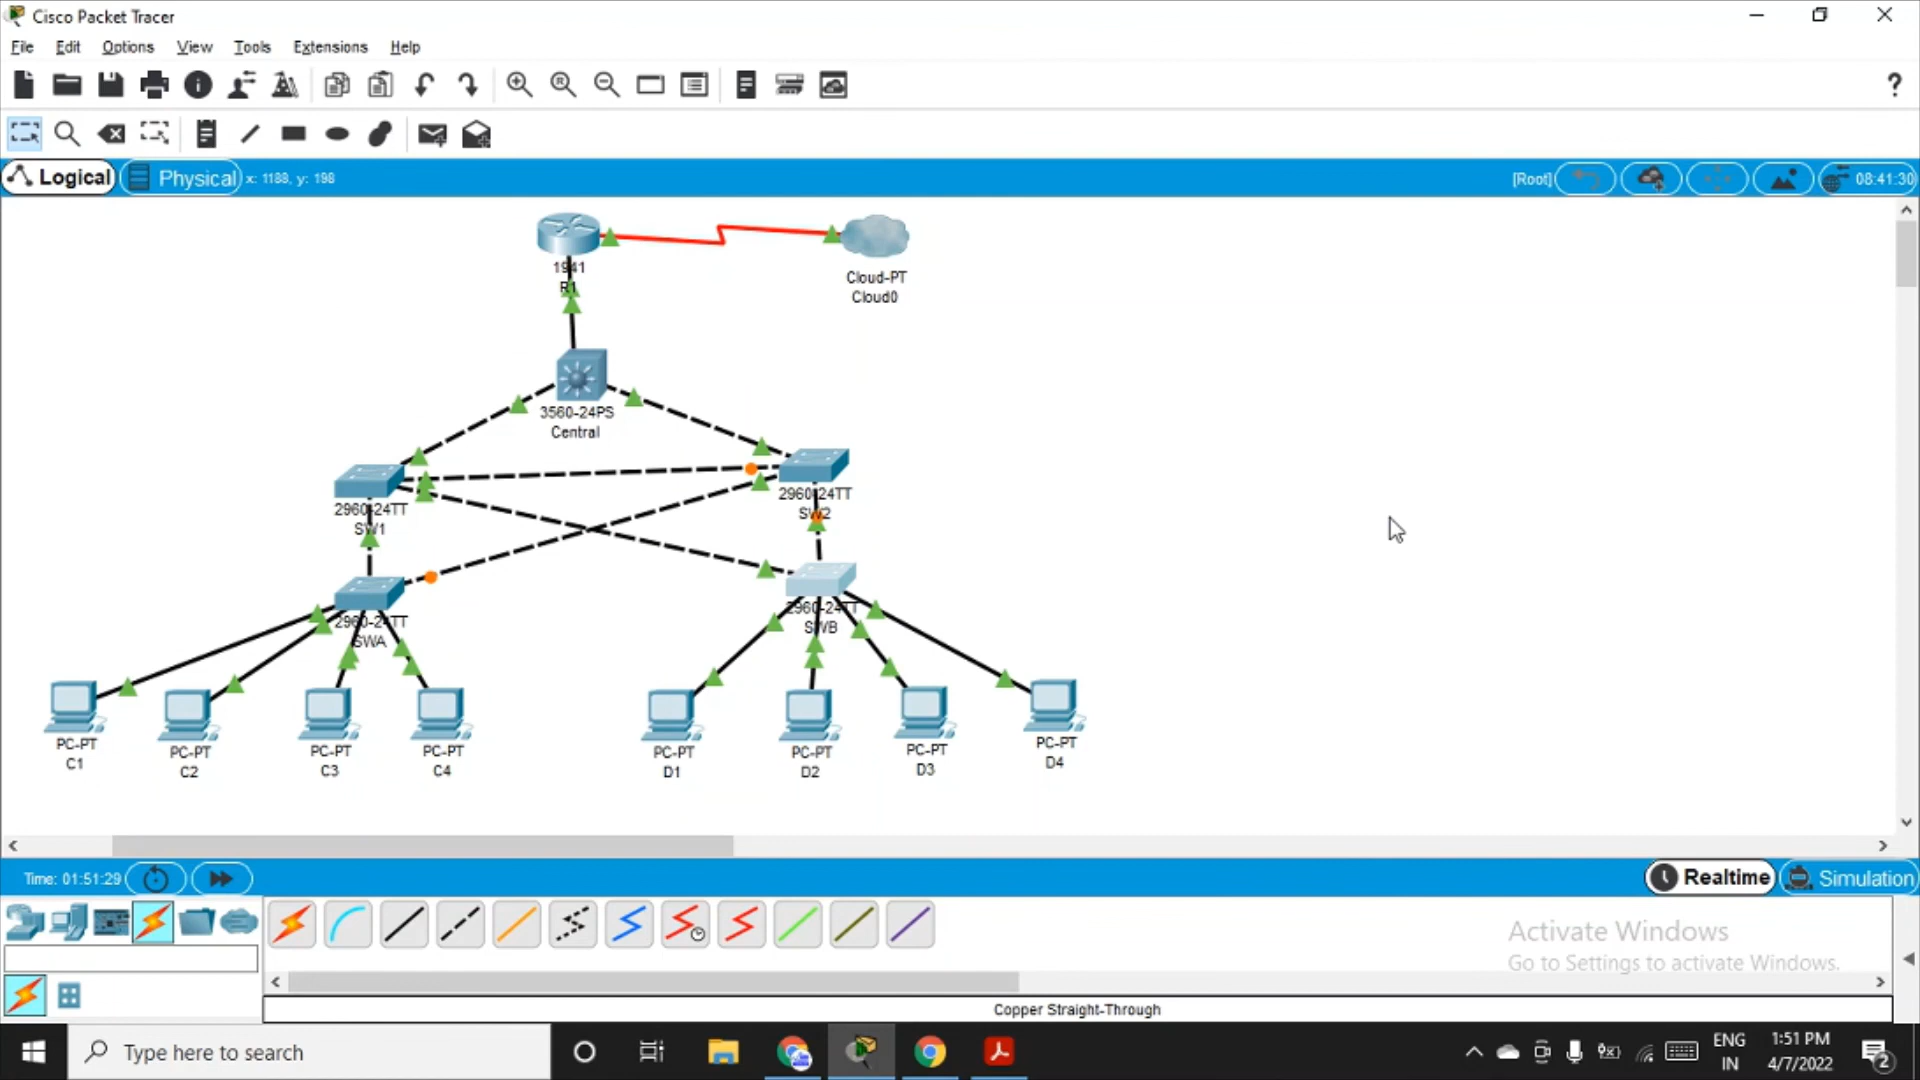 Cisco Packet Tracer
File Edit Options View Tools Extensions Help
?
Logical Physical x: 1188, y: 198 [Root] 08:41:30
1941
R1
Cloud-PT
Cloud0
3560-24PS
Central
2960-24TT
SW1
2960-24TT
SW2
2960-24TT
SWA
2960-24TT
SWB
PC-PT
C1
PC-PT
C2
PC-PT
C3
PC-PT
C4
PC-PT
D1
PC-PT
D2
PC-PT
D3
PC-PT
D4
Time: 01:51:29 Realtime Simulation
Activate Windows
Go to Settings to activate Windows.
Copper Straight-Through
Type here to search
ENG
IN
1:51 PM
4/7/2022
2